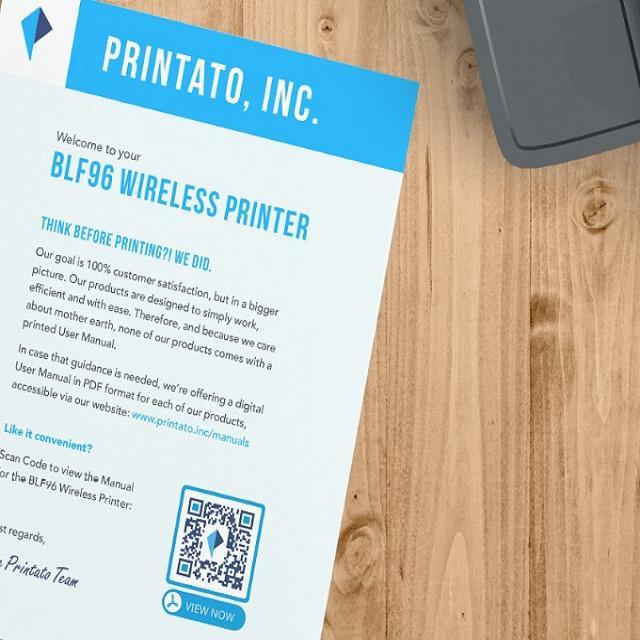 PRINTATO, INC.
Welcome to your
BLF96 WIRELESS PRINTER
THINK BEFORE PRINTING?! WE DID.
Our goal is 100% customer satisfaction, but in a bigger
picture. Our products are designed to simply work,
efficient and with ease. Therefore, and because we care
about mother earth, none of our products comes with a
printed User Manual.
In case that guidance is needed, we're offering a digital
User Manual in PDF format for each of our products,
accessible via our website: www.printato.inc/manuals
Like it convenient?
Scan Code to view the Manual
for the BLF96 Wireless Printer:
regards,
Printato Team
VIEW NOW